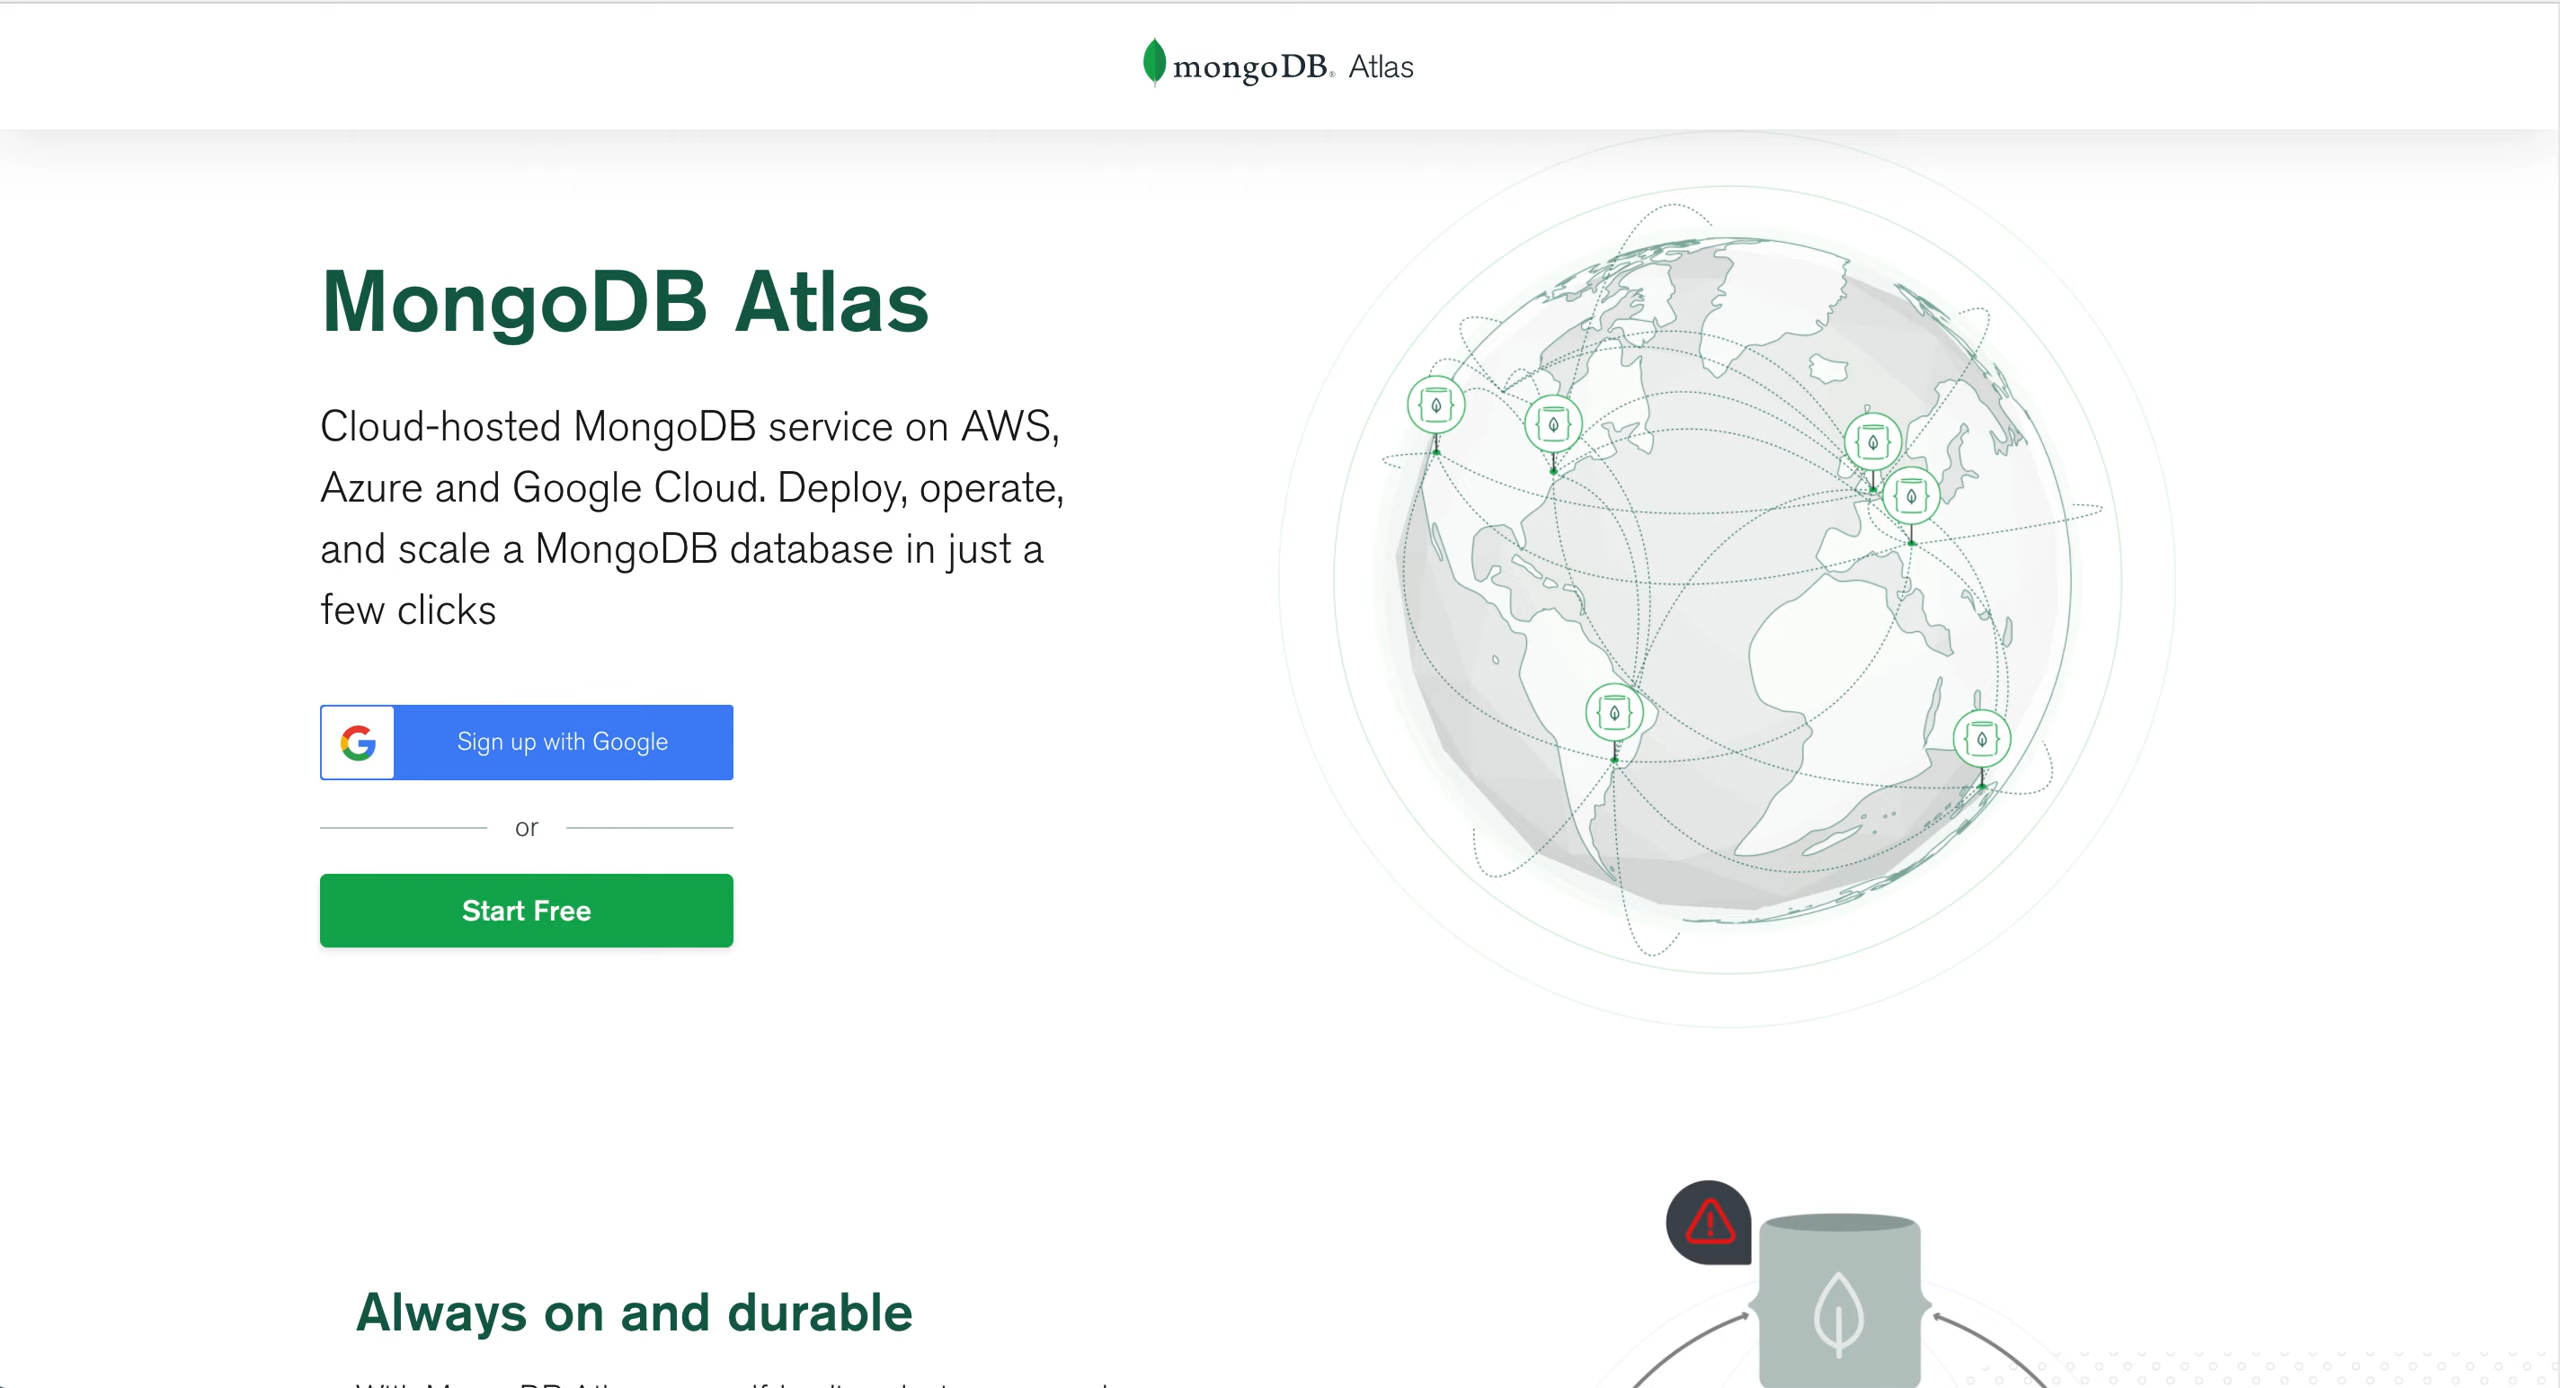 mongoDB® Atlas
MongoDB Atlas
Cloud-hosted MongoDB service on AWS,
Azure and Google Cloud. Deploy, operate,
and scale a MongoDB database in just a
few clicks
Sign up with Google
or
Start Free
Always on and durable